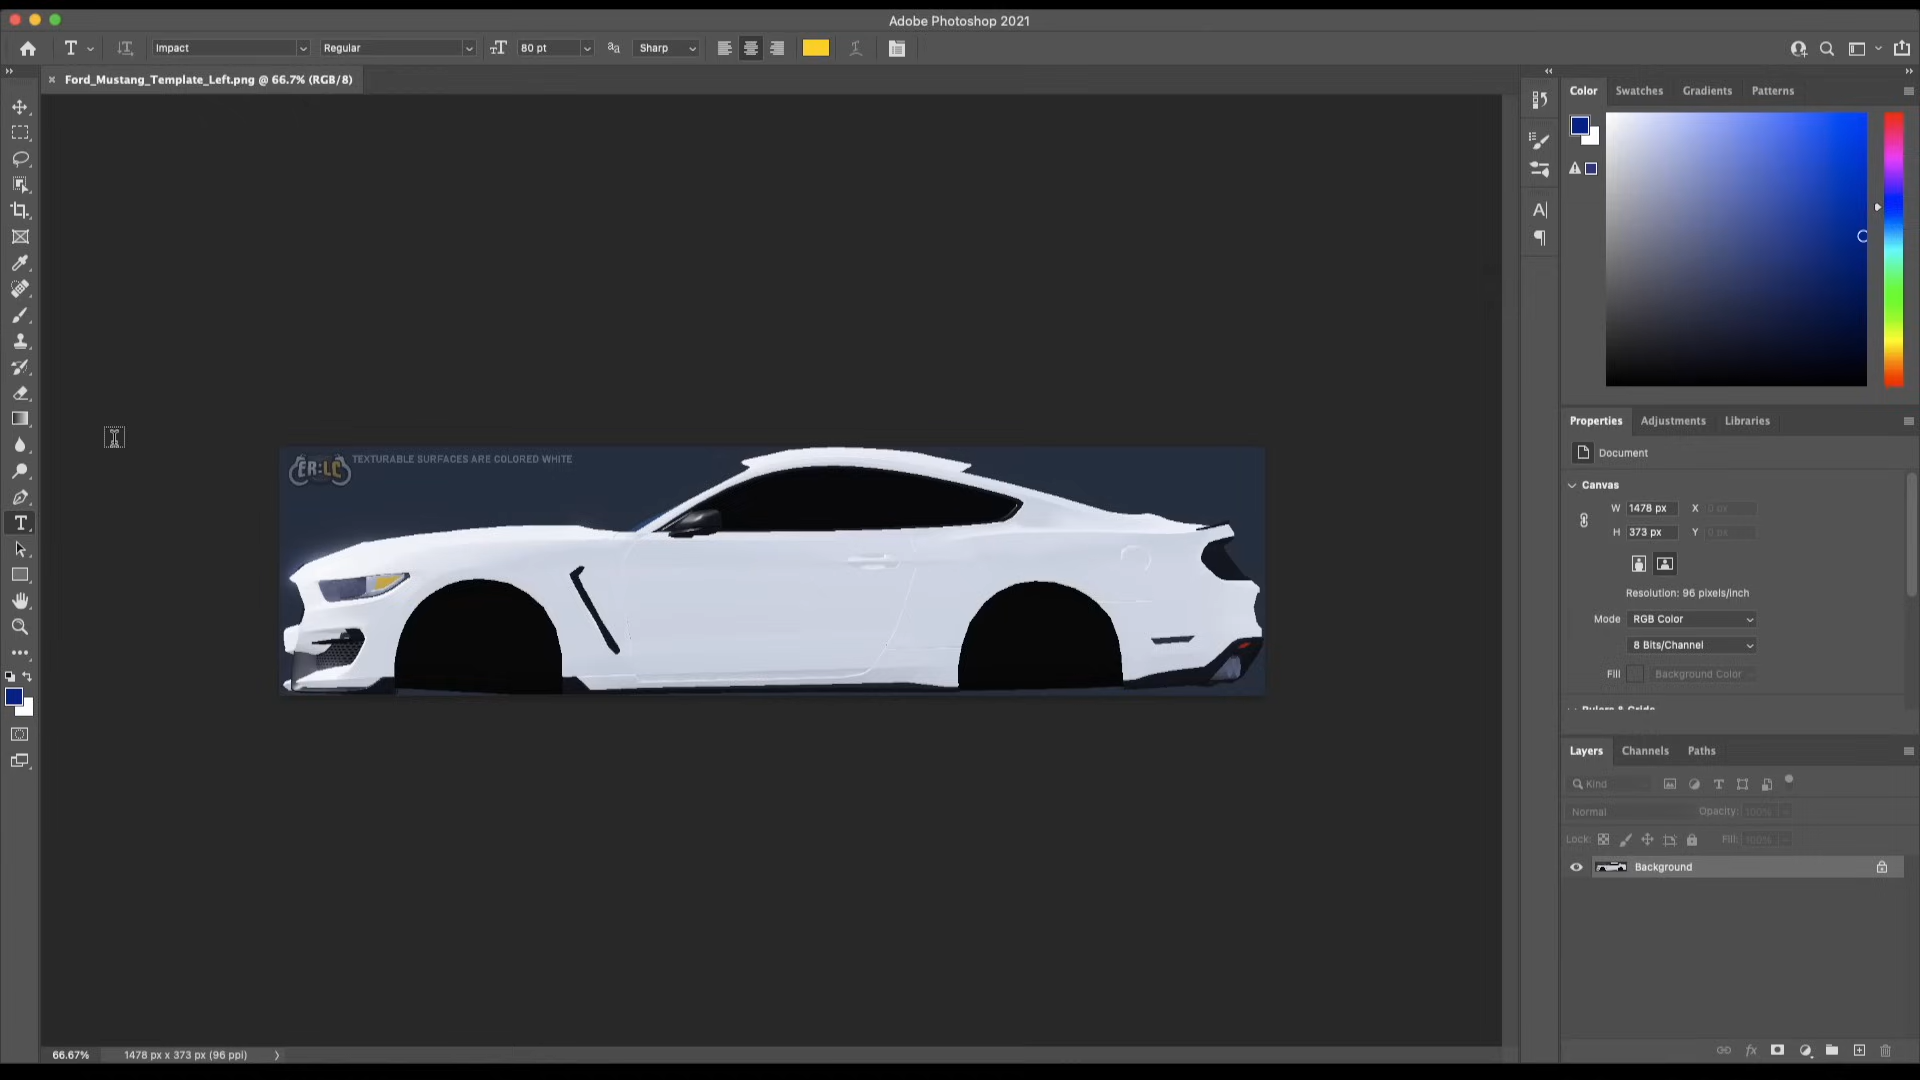 Adobe Photoshop 2021
T Impact Regular 80 pt Sharp
Ford_Mustang_Template_Left.png @ 66.7% (RGB/8)
Color Swatches Gradients Patterns
ER:LC TEXTURABLE SURFACES ARE COLORED WHITE
Properties Adjustments Libraries
Document
Canvas
W 1478 px X 0 px
H 373 px Y 0 px
Resolution: 96 pixels/inch
Mode RGB Color
8 Bits/Channel
Fill Background Color
Rulers & Grids
Layers Channels Paths
Kind
Normal Opacity: 100%
Lock: Fill: 100%
Background
66.67% 1478 px x 373 px (96 ppi)